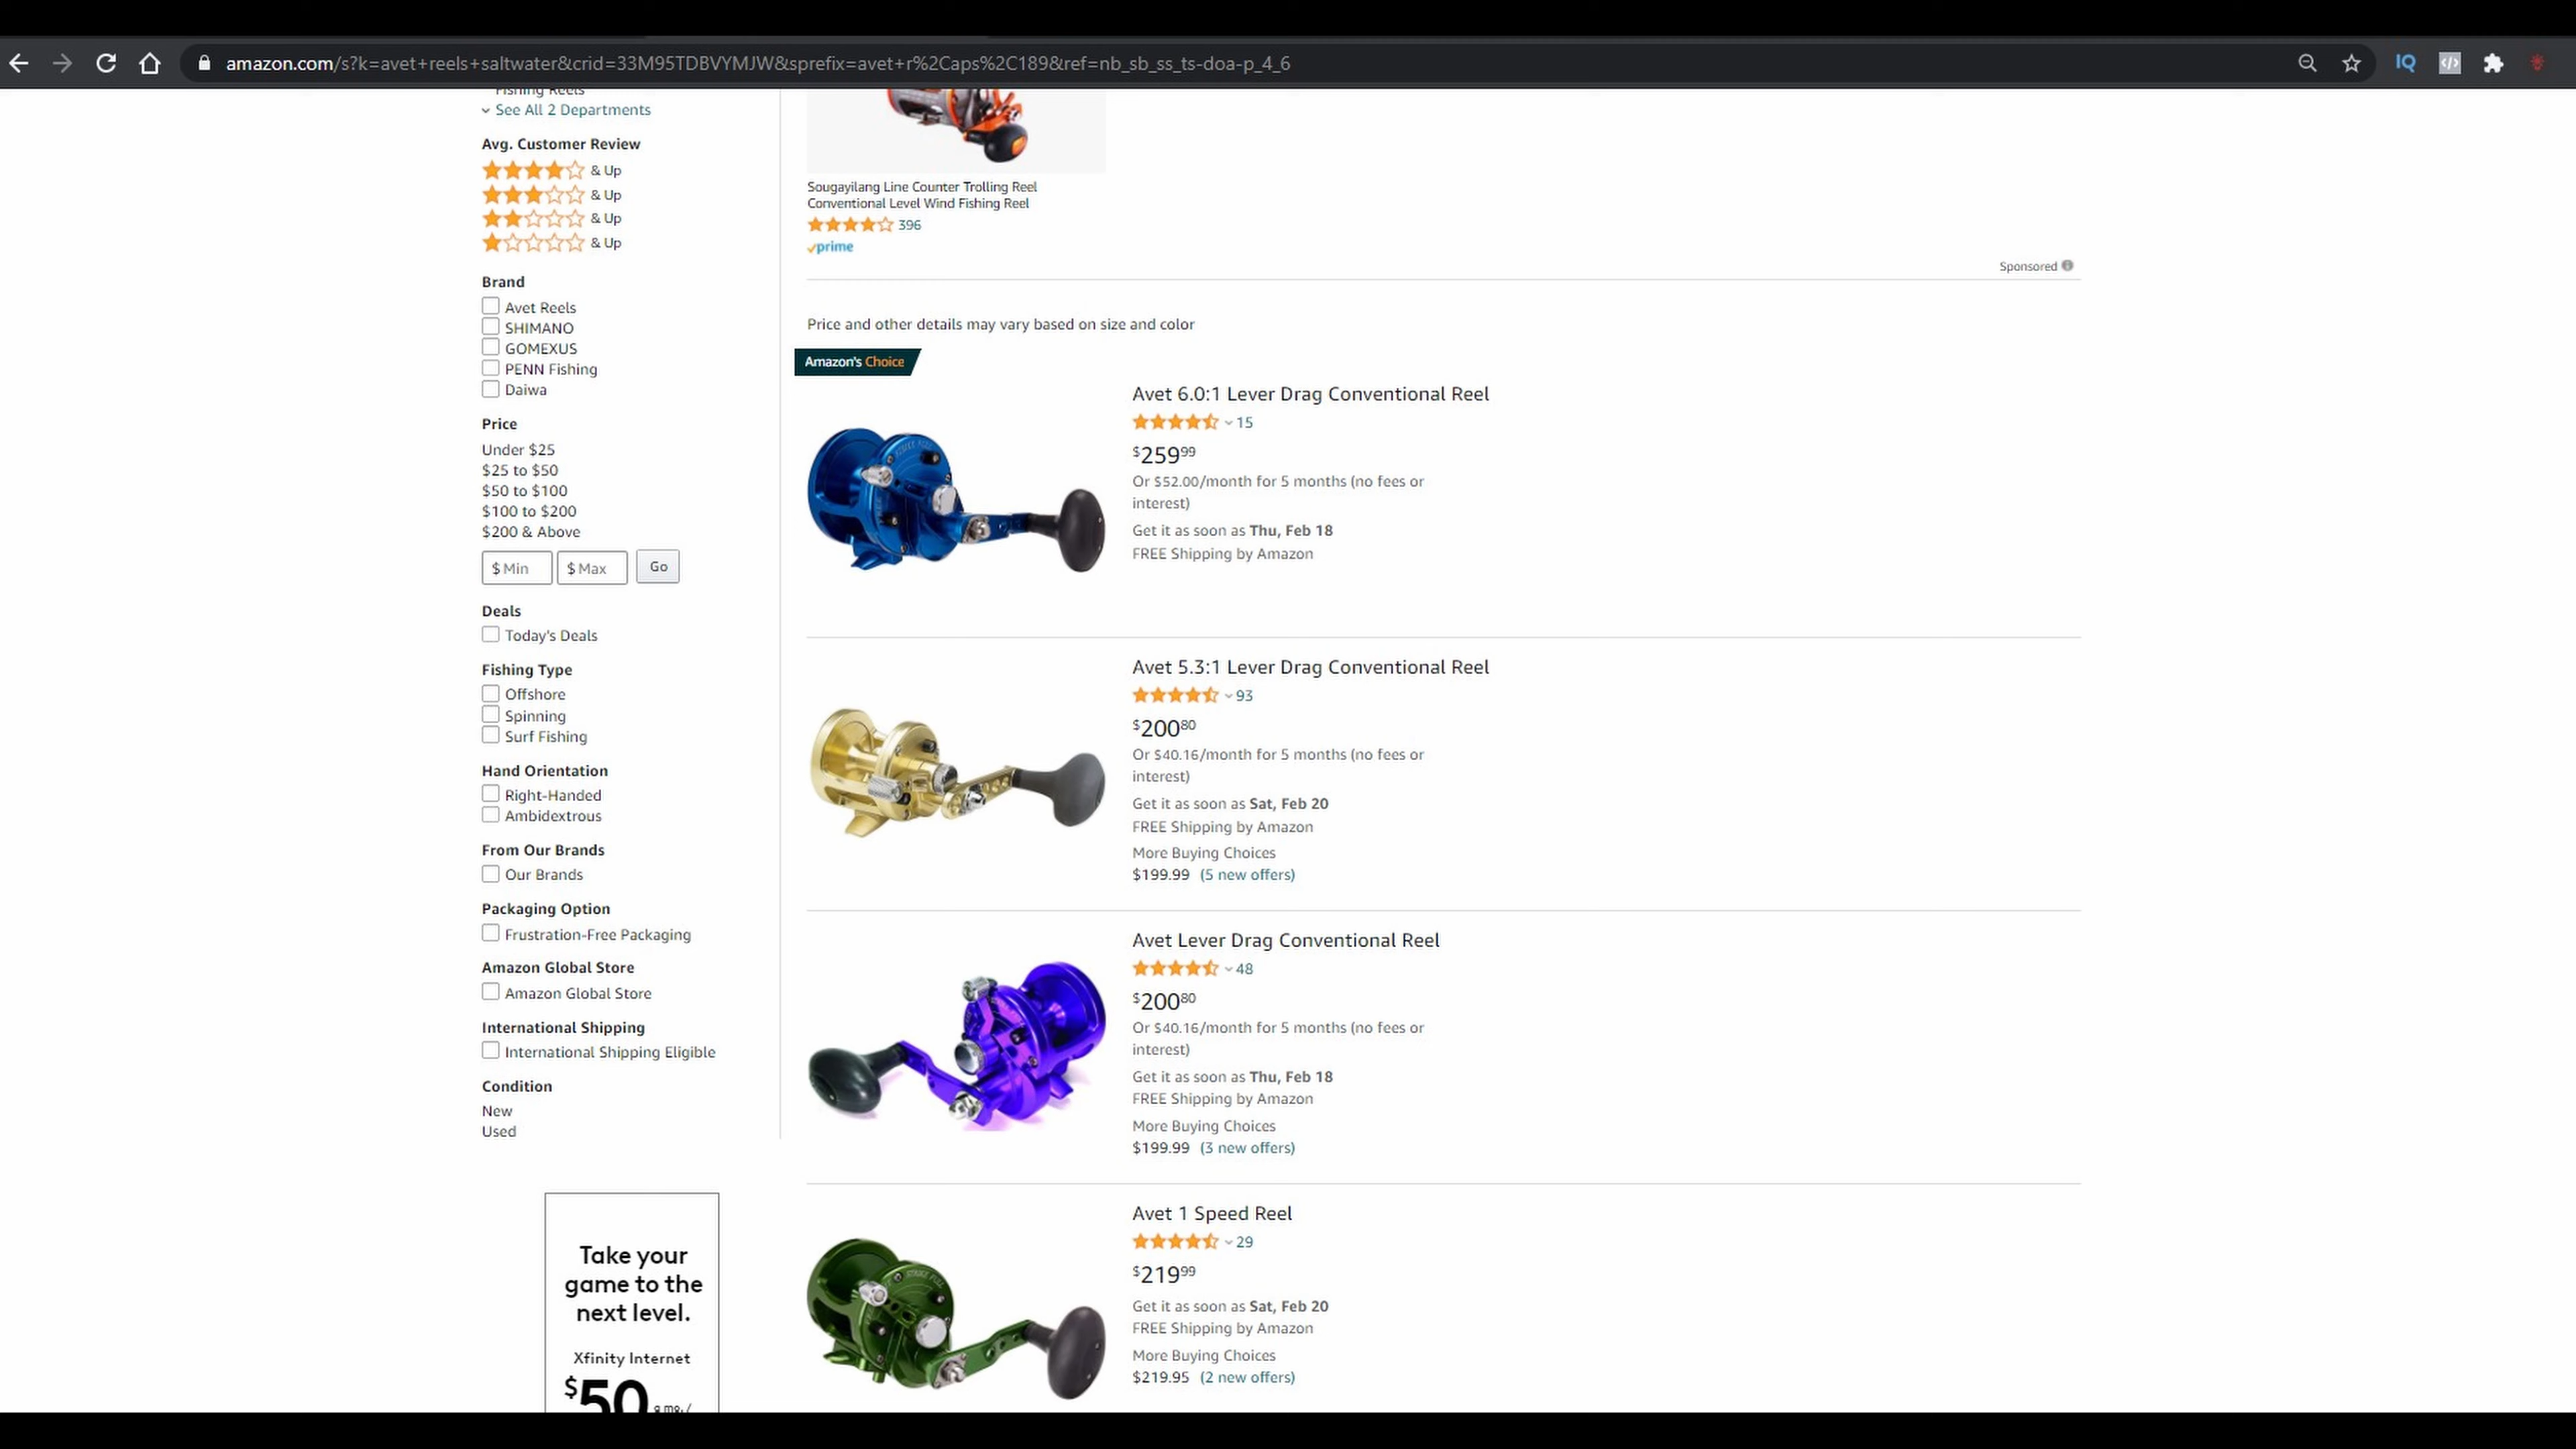 amazon.com/s?k=avet+reels+saltwater&crid=33M95TDBVYMJW&sprefix=avet+r%2Caps%2C189&ref=nb_sb_ss_ts-doa-p_4_6
IQ
Fishing Reels
See All 2 Departments
Avg. Customer Review
& Up
& Up
& Up
& Up
Brand
Avet Reels
SHIMANO
GOMEXUS
PENN Fishing
Daiwa
Price
Under $25
$25 to $50
$50 to $100
$100 to $200
$200 & Above
$ Min $ Max Go
Deals
Today's Deals
Fishing Type
Offshore
Spinning
Surf Fishing
Hand Orientation
Right-Handed
Ambidextrous
From Our Brands
Our Brands
Packaging Option
Frustration-Free Packaging
Amazon Global Store
Amazon Global Store
International Shipping
International Shipping Eligible
Condition
New
Used
Take your
game to the
next level.
Xfinity Internet
$50
Sougayilang Line Counter Trolling Reel
Conventional Level Wind Fishing Reel
396
prime
Sponsored
Price and other details may vary based on size and color
Amazon's Choice
Avet 6.0:1 Lever Drag Conventional Reel
15
$25999
Or $52.00/month for 5 months (no fees or
interest)
Get it as soon as Thu, Feb 18
FREE Shipping by Amazon
Avet 5.3:1 Lever Drag Conventional Reel
93
$20080
Or $40.16/month for 5 months (no fees or
interest)
Get it as soon as Sat, Feb 20
FREE Shipping by Amazon
More Buying Choices
$199.99 (5 new offers)
Avet Lever Drag Conventional Reel
48
$20080
Or $40.16/month for 5 months (no fees or
interest)
Get it as soon as Thu, Feb 18
FREE Shipping by Amazon
More Buying Choices
$199.99 (3 new offers)
Avet 1 Speed Reel
29
$21999
Get it as soon as Sat, Feb 20
FREE Shipping by Amazon
More Buying Choices
$219.95 (2 new offers)